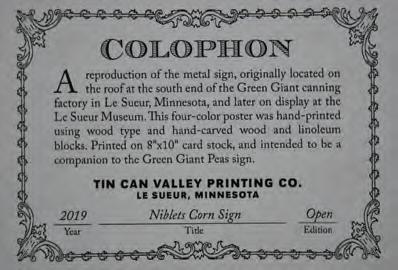 COLOPHON
A reproduction of the metal sign, originally located on
the roof at the south end of the Green Giant canning
factory in Le Sueur, Minnesota, and later on display at the
Le Sueur Museum. This four-color poster was hand-printed
using wood type and hand-carved wood and linoleum
blocks. Printed on 8"x10" card stock, and intended to be a
companion to the Green Giant Peas sign.
TIN CAN VALLEY PRINTING CO.
LE SUEUR, MINNESOTA
2019 Niblets Corn Sign Open
Year Title Edition